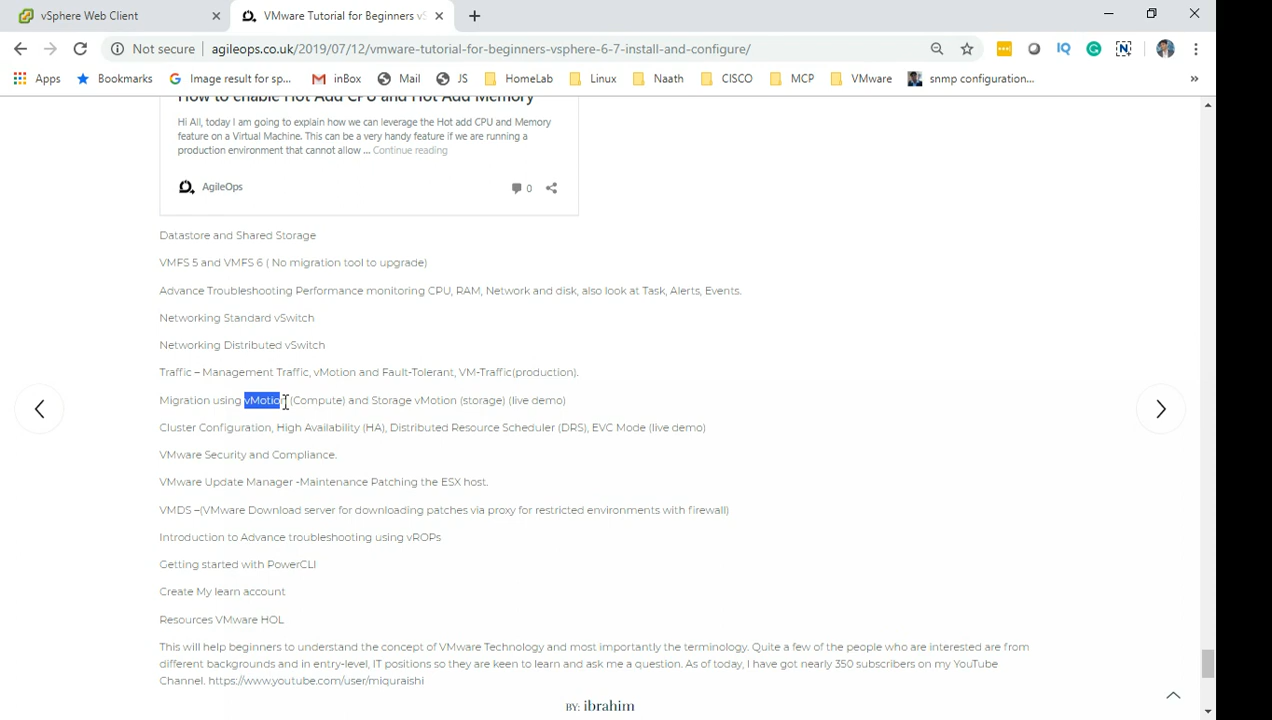 vSphere Web Client
VMware Tutorial for Beginners vS
Not secure
agileops.co.uk/2019/07/12/vmware-tutorial-for-beginners-vsphere-6-7-install-and-configure/
Apps Bookmarks Image result for sp... inBox Mail JS HomeLab Linux Naath CISCO MCP VMware snmp configuration... »
How to enable Hot Add CPU and Hot Add Memory
Hi All, today I am going to explain how we can leverage the Hot add CPU and Memory
feature on a Virtual Machine. This can be a very handy feature if we are running a
production environment that cannot allow ... Continue reading
AgileOps 0
Datastore and Shared Storage
VMFS 5 and VMFS 6 ( No migration tool to upgrade)
Advance Troubleshooting Performance monitoring CPU, RAM, Network and disk, also look at Task, Alerts, Events.
Networking Standard vSwitch
Networking Distributed vSwitch
Traffic – Management Traffic, vMotion and Fault-Tolerant, VM-Traffic(production).
Migration using vMotion (Compute) and Storage vMotion (storage) (live demo)
Cluster Configuration, High Availability (HA), Distributed Resource Scheduler (DRS), EVC Mode (live demo)
VMware Security and Compliance.
VMware Update Manager -Maintenance Patching the ESX host.
VMDS –(VMware Download server for downloading patches via proxy for restricted environments with firewall)
Introduction to Advance troubleshooting using vROPs
Getting started with PowerCLI
Create My learn account
Resources VMware HOL
This will help beginners to understand the concept of VMware Technology and most importantly the terminology. Quite a few of the people who are interested are from
different backgrounds and in entry-level, IT positions so they are keen to learn and ask me a question. As of today, I have got nearly 350 subscribers on my YouTube
Channel. https://www.youtube.com/user/miquraishi
BY: ibrahim